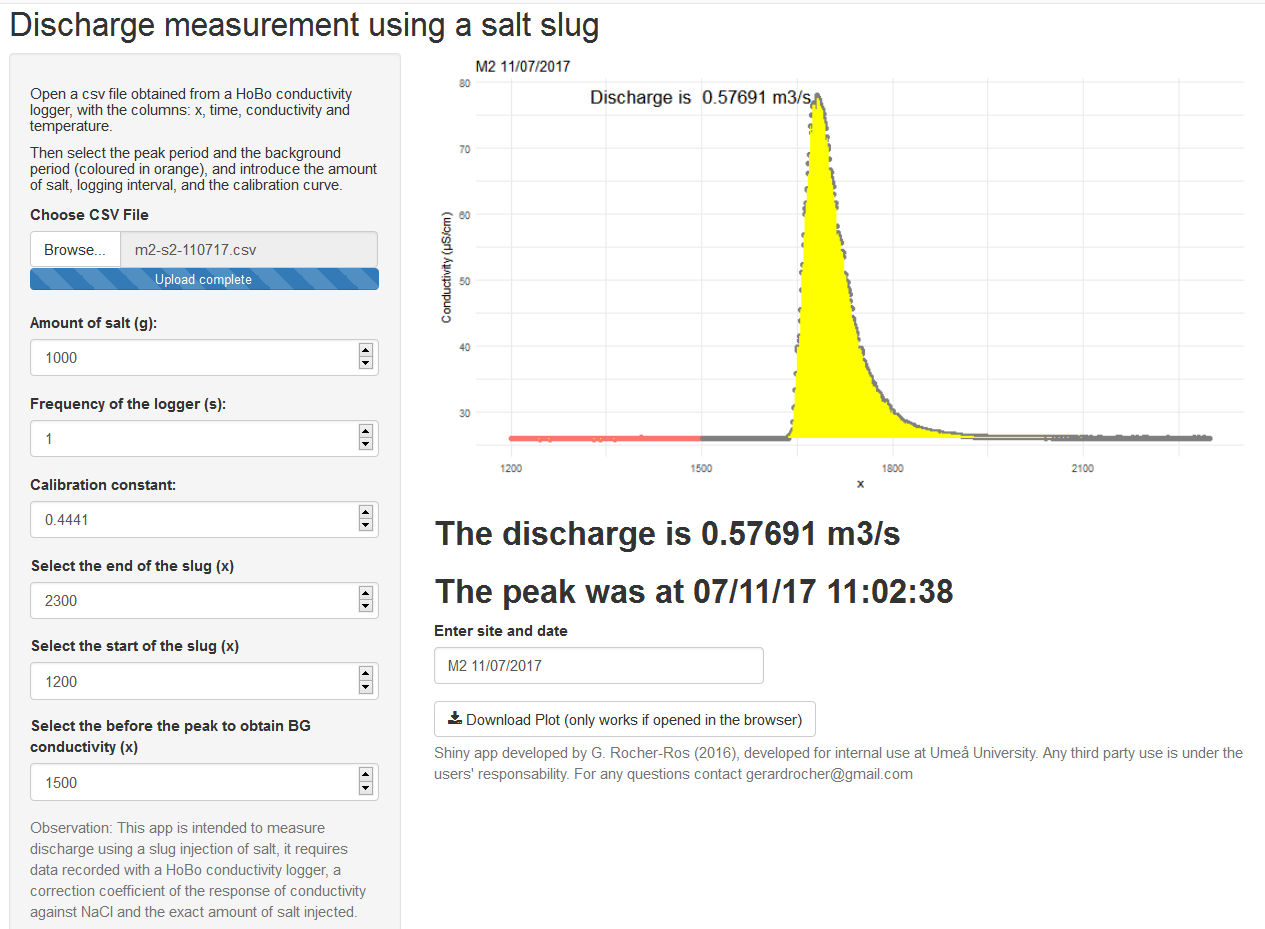 Discharge measurement using a salt slug
Open a csv file obtained from a HoBo conductivity
logger, with the columns: x, time, conductivity and
temperature.
Then select the peak period and the background
period (coloured in orange), and introduce the amount
of salt, logging interval, and the calibration curve.
Choose CSV File
Browse... m2-s2-110717.csv
Upload complete
Amount of salt (g):
1000
Frequency of the logger (s):
1
Calibration constant:
0.4441
Select the end of the slug (x)
2300
Select the start of the slug (x)
1200
Select the before the peak to obtain BG
conductivity (x)
1500
Observation: This app is intended to measure
discharge using a slug injection of salt, it requires
data recorded with a HoBo conductivity logger, a
correction coefficient of the response of conductivity
against NaCl and the exact amount of salt injected.
M2 11/07/2017
Discharge is 0.57691 m3/s
80
70
60
50
40
30
Conductivity (µS/cm)
1200 1500 1800 2100
x
The discharge is 0.57691 m3/s
The peak was at 07/11/17 11:02:38
Enter site and date
M2 11/07/2017
Download Plot (only works if opened in the browser)
Shiny app developed by G. Rocher-Ros (2016), developed for internal use at Umeå University. Any third party use is under the
users' responsability. For any questions contact gerardrocher@gmail.com